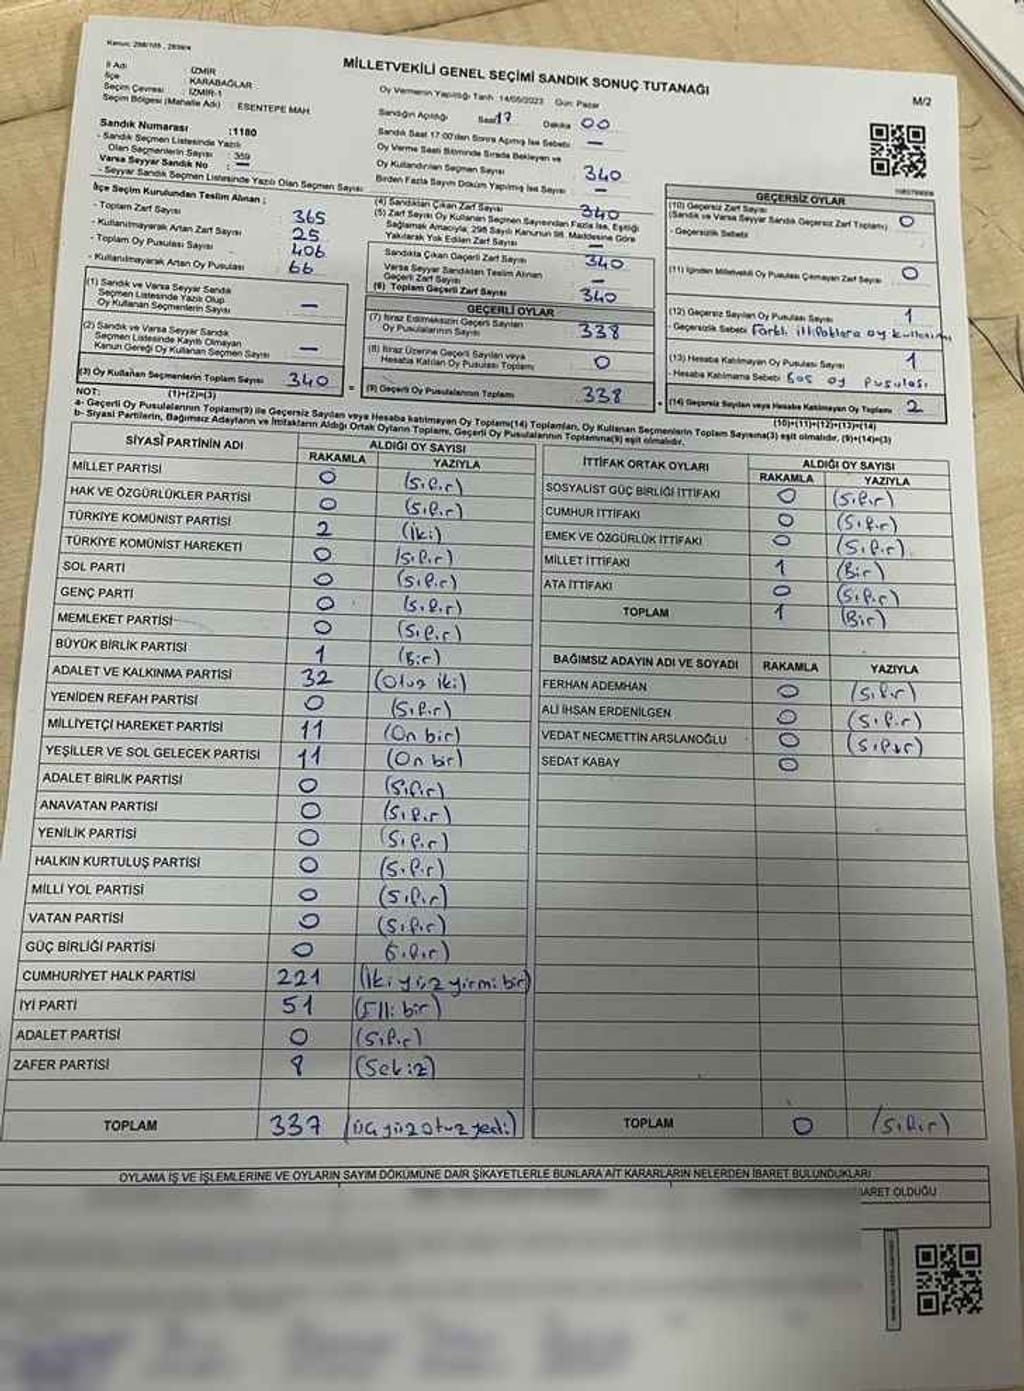 Kanun: 298/105 , 2839/4
MİLLETVEKİLİ GENEL SEÇİMİ SANDIK SONUÇ TUTANAĞI
M/2
İl Adı : İZMİR
İlçe : KARABAĞLAR
Seçim Çevresi : İZMİR-1
Seçim Bölgesi (Mahalle Adı) : ESENTEPE MAH.
Sandık Numarası :1180
- Sandık Seçmen Listesinde Yazılı
Olan Seçmenlerin Sayısı : 359
Varsa Seyyar Sandık No : —
- Seyyar Sandık Seçmen Listesinde Yazılı Olan Seçmen Sayısı
Oy Vermenin Yapıldığı Tarih :14/05/2023 Gün: Pazar
Sandığın Açıldığı Saat 17 Dakika 00
Sandık Saat 17:00'den Sonra Açılmış İse Sebebi —
Oy Verme Saati Bitiminde Sırada Bekleyen ve
Oy Kullandırılan Seçmen Sayısı 340
Birden Fazla Sayım Döküm Yapılmış İse Sayısı —
İlçe Seçim Kurulundan Teslim Alınan ;
- Toplam Zarf Sayısı 365
- Kullanılmayarak Artan Zarf Sayısı 25
- Toplam Oy Pusulası Sayısı 406
- Kullanılmayarak Artan Oy Pusulası 66
(1) Sandık ve Varsa Seyyar Sandık
Seçmen Listesinde Yazılı Olup
Oy Kullanan Seçmenlerin Sayısı —
(2) Sandık ve Varsa Seyyar Sandık
Seçmen Listesinde Kayıtlı Olmayan
Kanun Gereği Oy Kullanan Seçmen Sayısı —
(3) Oy Kullanan Seçmenlerin Toplam Sayısı 340
(1)+(2)=(3)
(4) Sandıktan Çıkan Zarf Sayısı 340
(5) Zarf Sayısı Oy Kullanan Seçmen Sayısından Fazla İse, Eşitliği
Sağlamak Amacıyla, 298 Sayılı Kanunun 98. Maddesine Göre
Yakılarak Yok Edilen Zarf Sayısı —
Sandıkta Çıkan Geçerli Zarf Sayısı 340
Varsa Seyyar Sandıktan Teslim Alınan
Geçerli Zarf Sayısı —
(6) Toplam Geçerli Zarf Sayısı 340
GEÇERLİ OYLAR
(7) İtiraz Edilmeksizin Geçerli Sayılan
Oy Pusulalarının Sayısı 338
(8) İtiraz Üzerine Geçerli Sayılan veya
Hesaba Katılan Oy Pusulası Toplamı 0
= (9) Geçerli Oy Pusulalarının Toplamı 338
GEÇERSİZ OYLAR
(10) Geçersiz Zarf Sayısı
(Sandık ve Varsa Seyyar Sandık Geçersiz Zarf Toplamı) 0
- Geçersizlik Sebebi
(11) İçinden Milletvekili Oy Pusulası Çıkmayan Zarf Sayısı 0
(12) Geçersiz Sayılan Oy Pusulası Sayısı 1
- Geçersizlik Sebebi Farklı ittifaklara oy kullanımı
(13) Hesaba Katılmayan Oy Pusulası Sayısı 1
- Hesaba Katılmama Sebebi boş oy pusulası
+ (14) Geçersiz Sayılan veya Hesaba Katılmayan Oy Toplamı 2
(10)+(11)+(12)+(13)=(14)
NOT:
a- Geçerli Oy Pusulalarının Toplamı(9) ile Geçersiz Sayılan veya Hesaba katılmayan Oy Toplamı(14) Toplamları, Oy Kullanan Seçmenlerin Toplam Sayısına(3) eşit olmalıdır, (9)+(14)=(3)
b- Siyasi Partilerin, Bağımsız Adayların ve İttifakların Aldığı Ortak Oyların Toplamı, Geçerli Oy Pusulalarının Toplamına(9) eşit olmalıdır.
SİYASİ PARTİNİN ADI ALDIĞI OY SAYISI
RAKAMLA YAZIYLA
MİLLET PARTİSİ 0 (Sıfır)
HAK VE ÖZGÜRLÜKLER PARTİSİ 0 (Sıfır)
TÜRKİYE KOMÜNİST PARTİSİ 2 (İki)
TÜRKİYE KOMÜNİST HAREKETİ 0 (Sıfır)
SOL PARTİ 0 (Sıfır)
GENÇ PARTİ 0 (Sıfır)
MEMLEKET PARTİSİ 0 (Sıfır)
BÜYÜK BİRLİK PARTİSİ 1 (Bir)
ADALET VE KALKINMA PARTİSİ 32 (Otuz iki)
YENİDEN REFAH PARTİSİ 0 (Sıfır)
MİLLİYETÇİ HAREKET PARTİSİ 11 (On bir)
YEŞİLLER VE SOL GELECEK PARTİSİ 11 (On bir)
ADALET BİRLİK PARTİSİ 0 (Sıfır)
ANAVATAN PARTİSİ 0 (Sıfır)
YENİLİK PARTİSİ 0 (Sıfır)
HALKIN KURTULUŞ PARTİSİ 0 (Sıfır)
MİLLİ YOL PARTİSİ 0 (Sıfır)
VATAN PARTİSİ 0 (Sıfır)
GÜÇ BİRLİĞİ PARTİSİ 0 Sıfır)
CUMHURİYET HALK PARTİSİ 221 (İki yüz yirmi bir)
İYİ PARTİ 51 (Elli bir)
ADALET PARTİSİ 0 (Sıfır)
ZAFER PARTİSİ 8 (Sekiz)
TOPLAM 337 (üç yüz otuz yedi)
İTTİFAK ORTAK OYLARI ALDIĞI OY SAYISI
RAKAMLA YAZIYLA
SOSYALİST GÜÇ BİRLİĞİ İTTİFAKI 0 (Sıfır)
CUMHUR İTTİFAKI 0 (Sıfır)
EMEK VE ÖZGÜRLÜK İTTİFAKI 0 (Sıfır)
MİLLET İTTİFAKI 1 (Bir)
ATA İTTİFAKI 0 (Sıfır)
TOPLAM 1 (Bir)
BAĞIMSIZ ADAYIN ADI VE SOYADI RAKAMLA YAZIYLA
FERHAN ADEMHAN 0 (Sıfır)
ALİ İHSAN ERDENİLGEN 0 (Sıfır)
VEDAT NECMETTİN ARSLANOĞLU 0 (Sıfır)
SEDAT KABAY 0
TOPLAM 0 (Sıfır)
OYLAMA İŞ VE İŞLEMLERİNE VE OYLARIN SAYIM DÖKÜMÜNE DAİR ŞİKAYETLERLE BUNLARA AİT KARARLARIN NELERDEN İBARET BULUNDUKLARI
BARET OLDUĞU